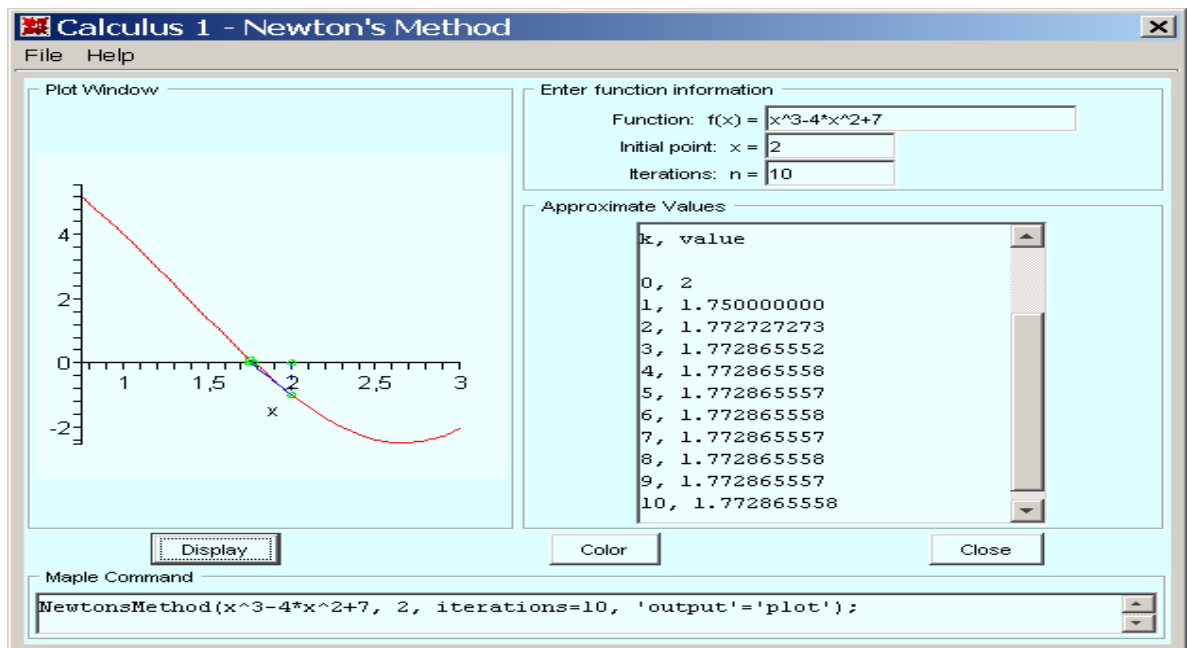 Calculus 1 - Newton's Method
File Help
Plot Window
4
2
0
-2
1 1,5 2 2,5 3
x
Enter function information
Function: f(x) = x^3-4*x^2+7
Initial point: x = 2
Iterations: n = 10
Approximate Values
k, value
0, 2
1, 1.750000000
2, 1.772727273
3, 1.772865552
4, 1.772865558
5, 1.772865557
6, 1.772865558
7, 1.772865557
8, 1.772865558
9, 1.772865557
10, 1.772865558
Display Color Close
Maple Command
NewtonsMethod(x^3-4*x^2+7, 2, iterations=10, 'output'='plot');